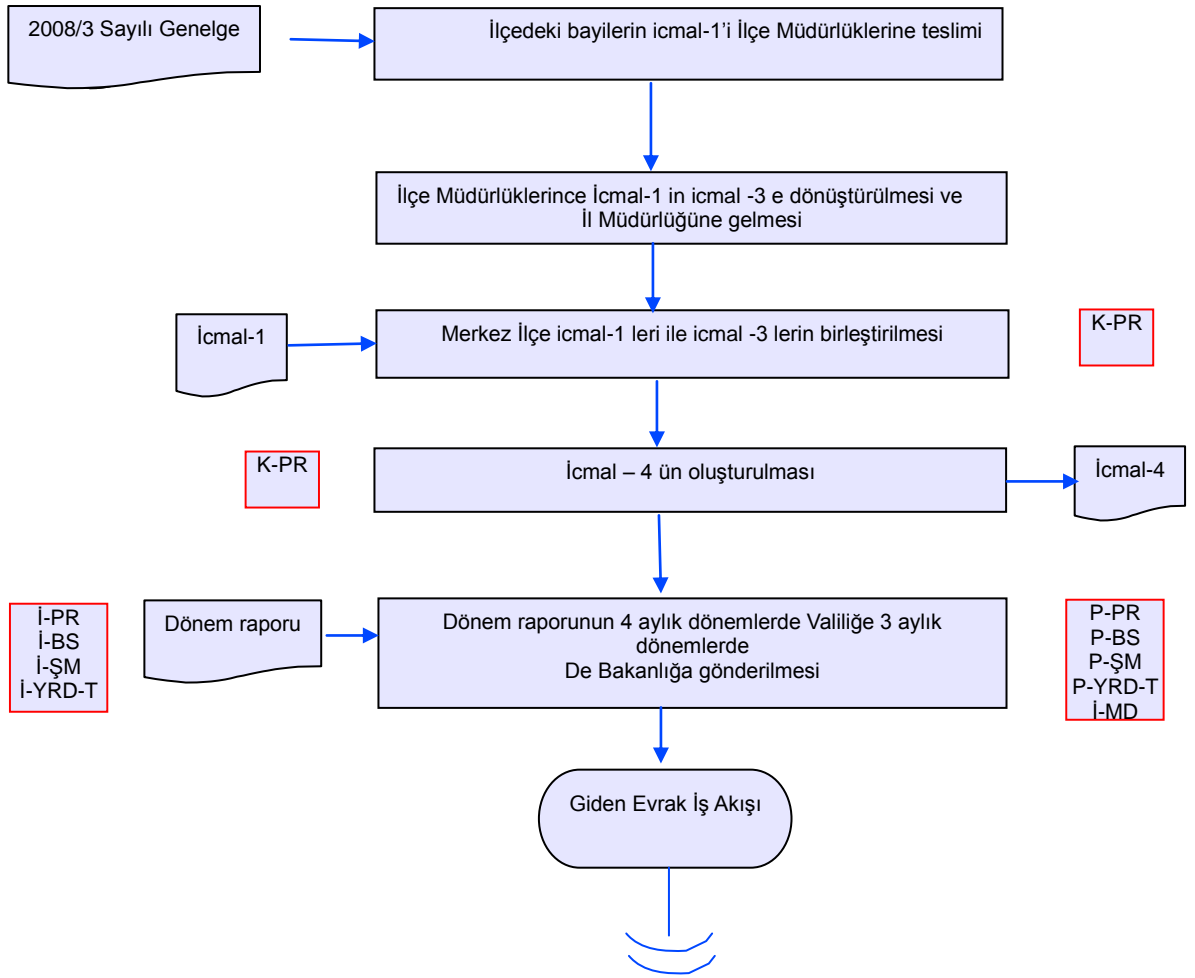 2008/3 Sayılı Genelge
İlçedeki bayilerin icmal-1’i İlçe Müdürlüklerine teslimi
İlçe Müdürlüklerince İcmal-1 in icmal -3 e dönüştürülmesi ve
İl Müdürlüğüne gelmesi
İcmal-1
Merkez İlçe icmal-1 leri ile icmal -3 lerin birleştirilmesi
K-PR
K-PR
İcmal – 4 ün oluşturulması
İcmal-4
İ-PR
İ-BS
İ-ŞM
İ-YRD-T
Dönem raporu
Dönem raporunun 4 aylık dönemlerde Valiliğe 3 aylık
dönemlerde
De Bakanlığa gönderilmesi
P-PR
P-BS
P-ŞM
P-YRD-T
İ-MD
Giden Evrak İş Akışı